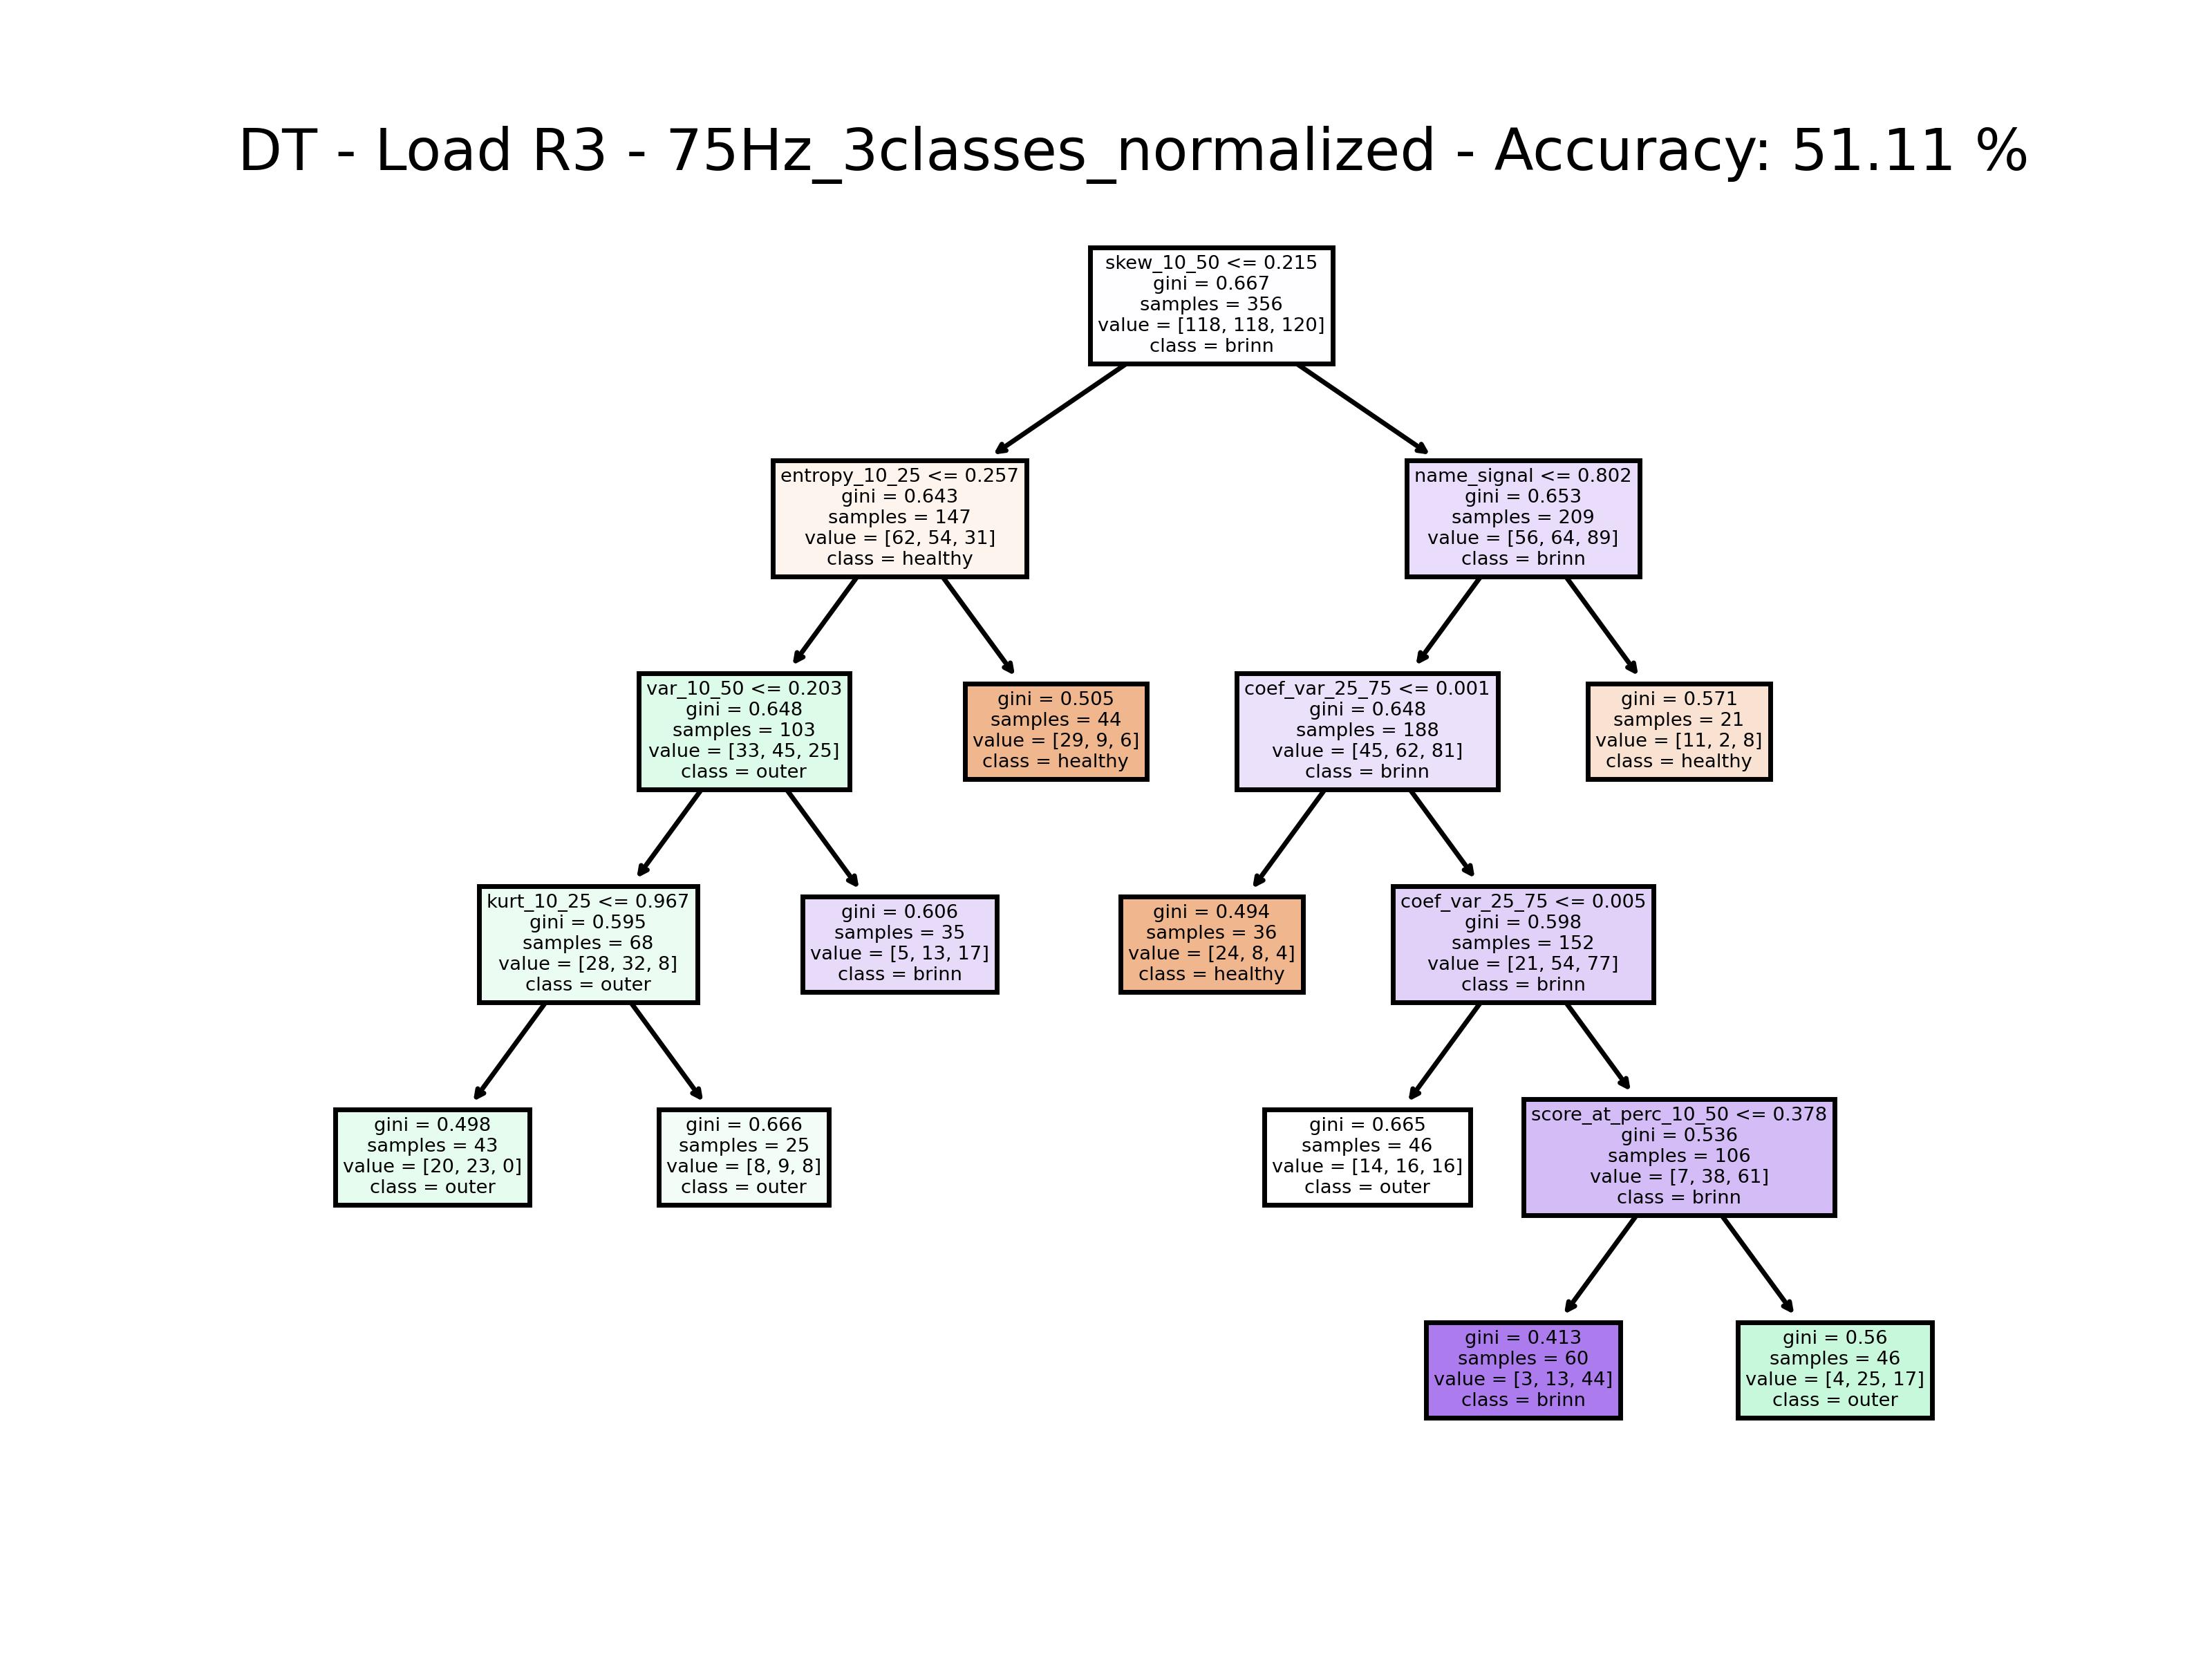 DT - Load R3 - 75Hz_3classes_normalized - Accuracy: 51.11 %
skew_10_50 <= 0.215
gini = 0.667
samples = 356
value = [118, 118, 120]
class = brinn
entropy_10_25 <= 0.257
gini = 0.643
samples = 147
value = [62, 54, 31]
class = healthy
name_signal <= 0.802
gini = 0.653
samples = 209
value = [56, 64, 89]
class = brinn
var_10_50 <= 0.203
gini = 0.648
samples = 103
value = [33, 45, 25]
class = outer
gini = 0.505
samples = 44
value = [29, 9, 6]
class = healthy
coef_var_25_75 <= 0.001
gini = 0.648
samples = 188
value = [45, 62, 81]
class = brinn
gini = 0.571
samples = 21
value = [11, 2, 8]
class = healthy
kurt_10_25 <= 0.967
gini = 0.595
samples = 68
value = [28, 32, 8]
class = outer
gini = 0.606
samples = 35
value = [5, 13, 17]
class = brinn
gini = 0.494
samples = 36
value = [24, 8, 4]
class = healthy
coef_var_25_75 <= 0.005
gini = 0.598
samples = 152
value = [21, 54, 77]
class = brinn
gini = 0.498
samples = 43
value = [20, 23, 0]
class = outer
gini = 0.666
samples = 25
value = [8, 9, 8]
class = outer
gini = 0.665
samples = 46
value = [14, 16, 16]
class = outer
score_at_perc_10_50 <= 0.378
gini = 0.536
samples = 106
value = [7, 38, 61]
class = brinn
gini = 0.413
samples = 60
value = [3, 13, 44]
class = brinn
gini = 0.56
samples = 46
value = [4, 25, 17]
class = outer